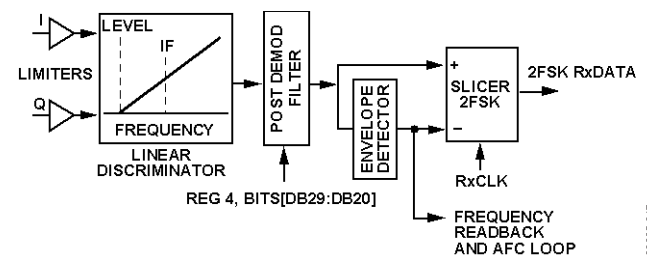 I
LIMITERS
Q
LEVEL
IF
FREQUENCY
LINEAR
DISCRIMINATOR
POST DEMOD
FILTER
REG 4, BITS[DB29:DB20]
ENVELOPE
DETECTOR
+
SLICER
2FSK
–
2FSK RxDATA
RxCLK
FREQUENCY
READBACK
AND AFC LOOP